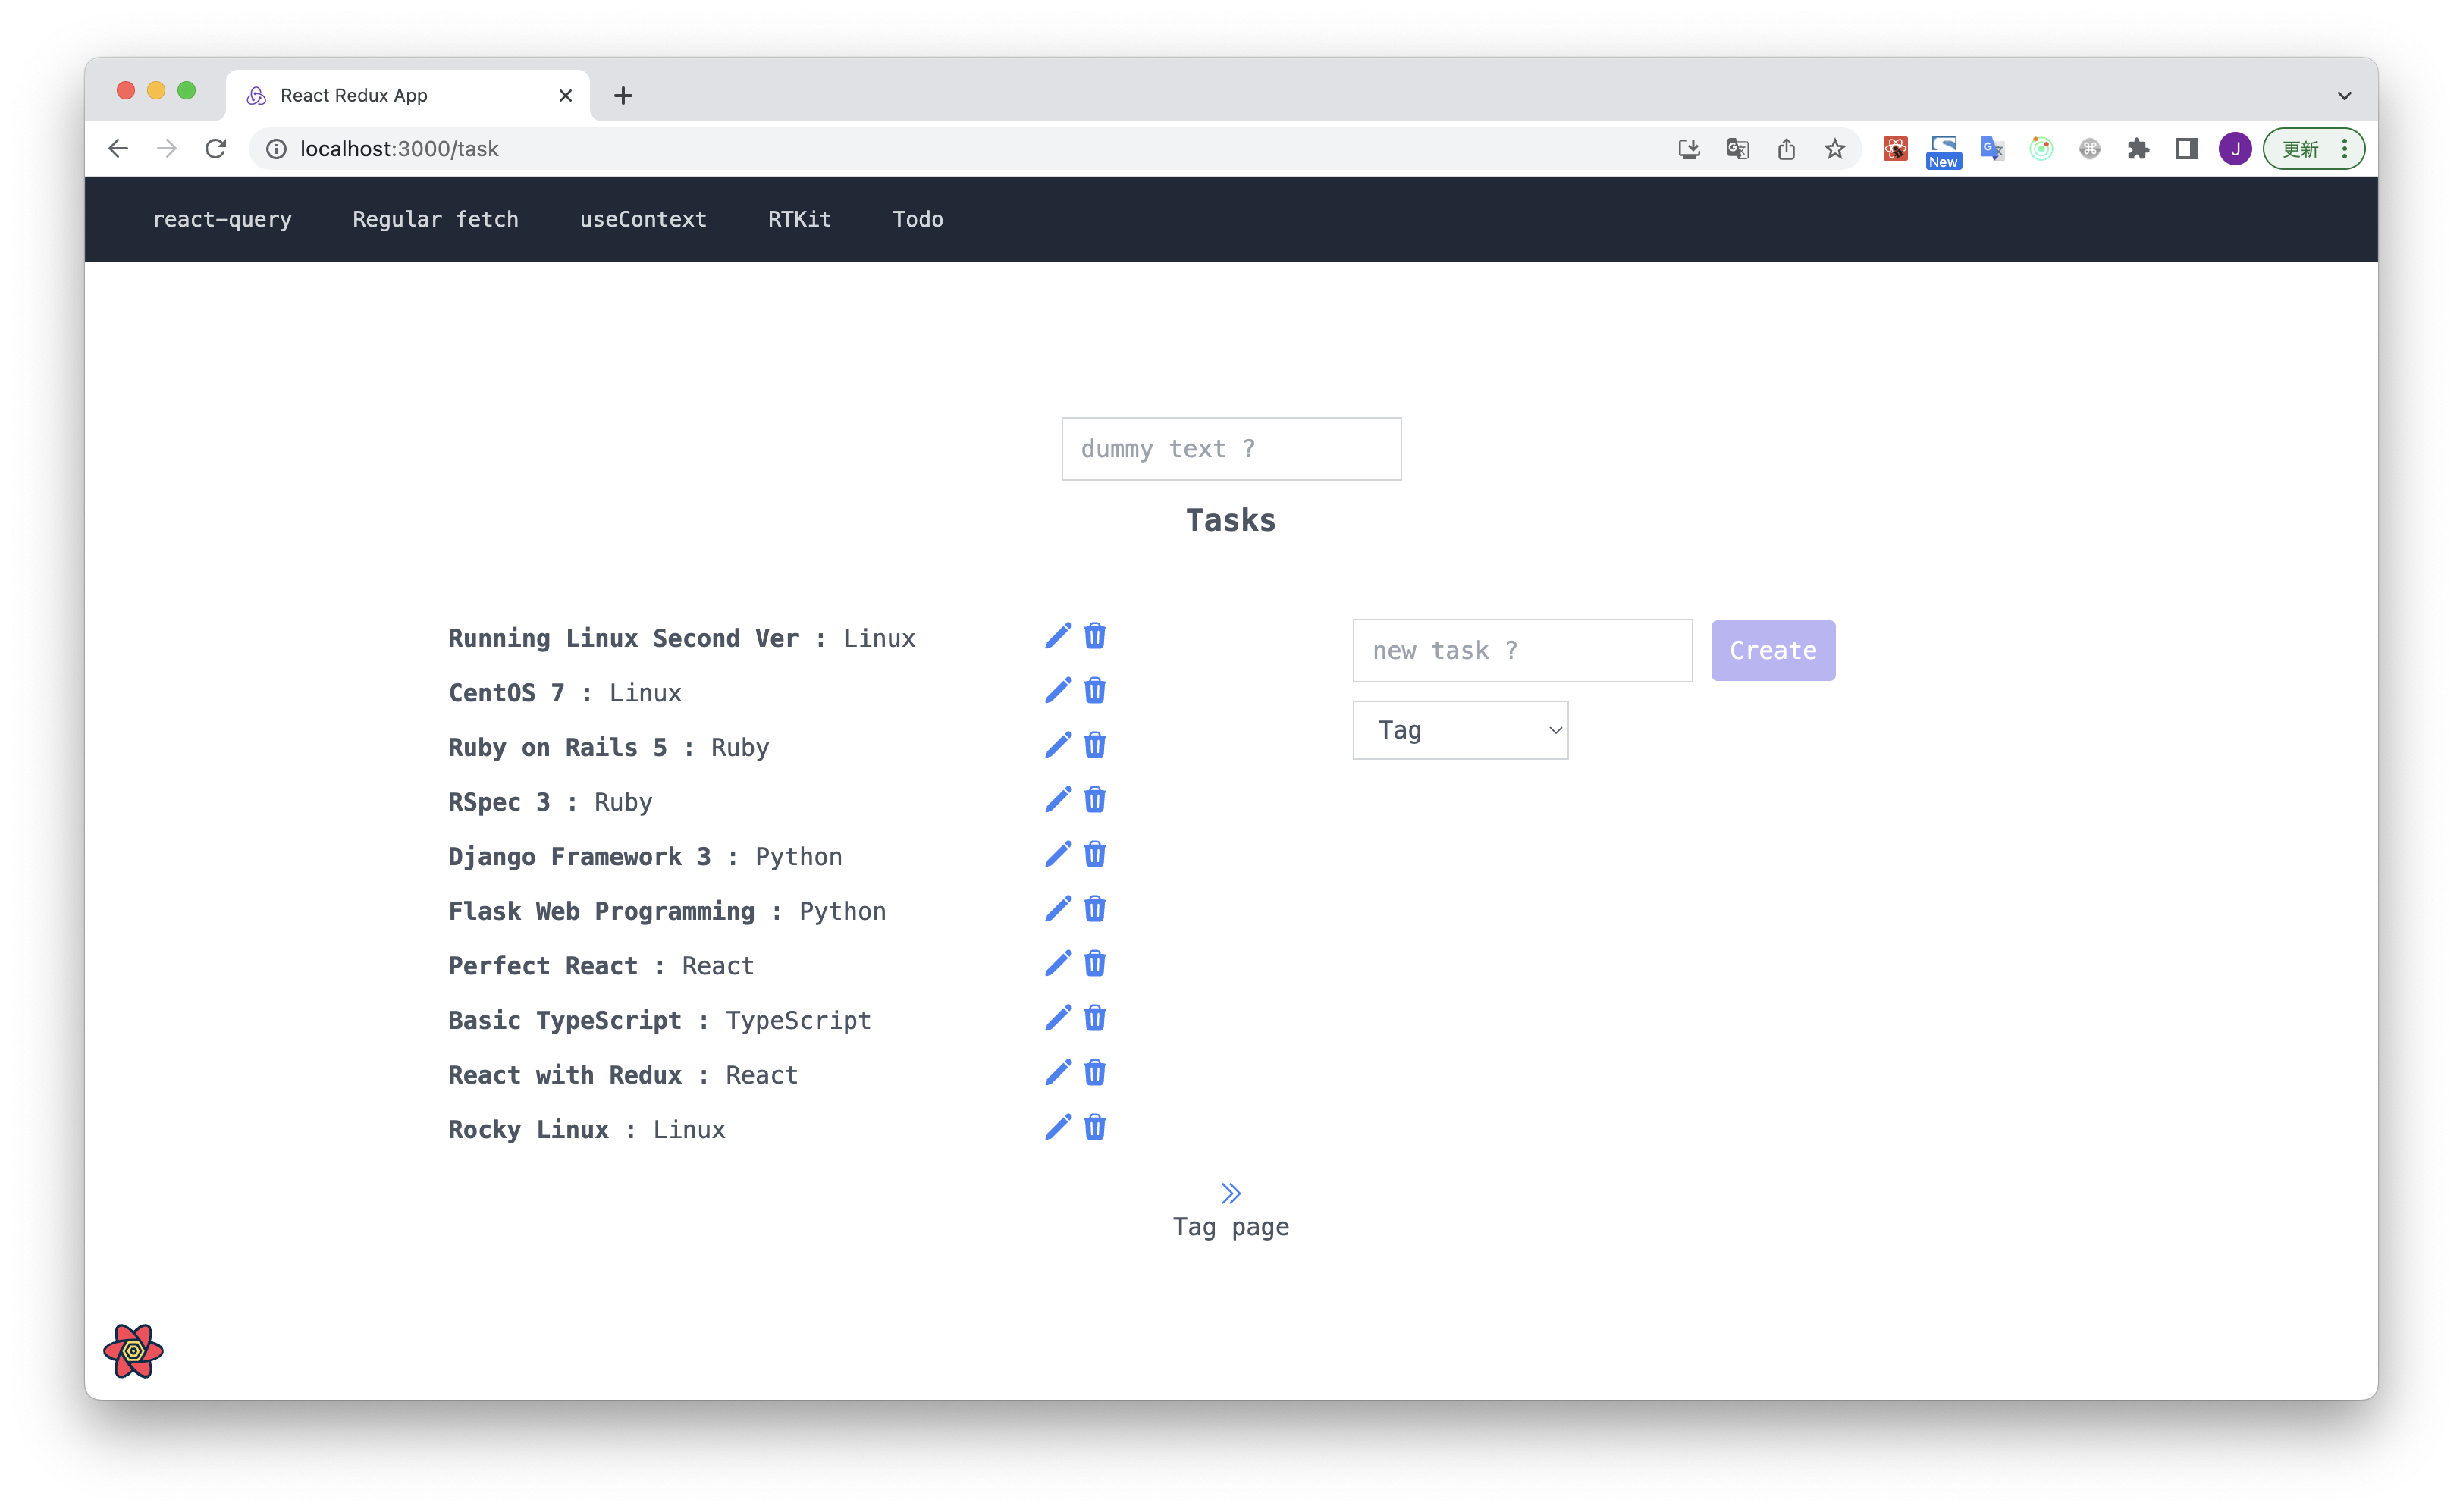 React Redux App
localhost:3000/task
New
J
更新
react-query Regular fetch useContext RTKit Todo
dummy text ?
Tasks
Running Linux Second Ver : Linux
new task ?
Create
CentOS 7 : Linux
Tag
Ruby on Rails 5 : Ruby
RSpec 3 : Ruby
Django Framework 3 : Python
Flask Web Programming : Python
Perfect React : React
Basic TypeScript : TypeScript
React with Redux : React
Rocky Linux : Linux
Tag page